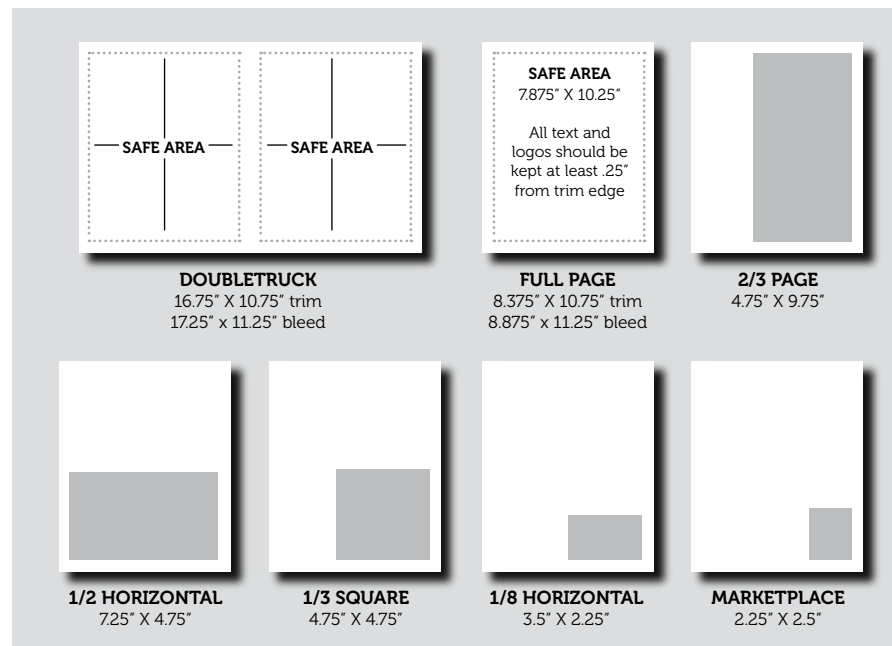 SAFE AREA
SAFE AREA
SAFE AREA
7.875” X 10.25”
All text and
logos should be
kept at least .25”
from trim edge
DOUBLETRUCK
16.75” X 10.75” trim
17.25” x 11.25” bleed
FULL PAGE
8.375” X 10.75” trim
8.875” x 11.25” bleed
2/3 PAGE
4.75” X 9.75”
1/2 HORIZONTAL
7.25” X 4.75”
1/3 SQUARE
4.75” X 4.75”
1/8 HORIZONTAL
3.5” X 2.25”
MARKETPLACE
2.25” X 2.5”